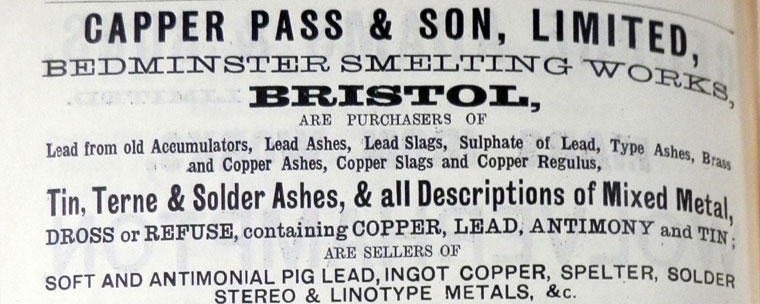 CAPPER PASS & SON, LIMITED,
BEDMINSTER SMELTING WORKS,
BRISTOL,
ARE PURCHASERS OF
Lead from old Accumulators, Lead Ashes, Lead Slags, Sulphate of Lead, Type Ashes, Brass
and Copper Ashes, Copper Slags and Copper Regulus,
Tin, Terne & Solder Ashes, & all Descriptions of Mixed Metal,
DROSS or REFUSE, containing COPPER, LEAD, ANTIMONY and TIN;
ARE SELLERS OF
SOFT AND ANTIMONIAL PIG LEAD, INGOT COPPER, SPELTER, SOLDER
STEREO & LINOTYPE METALS, &c.